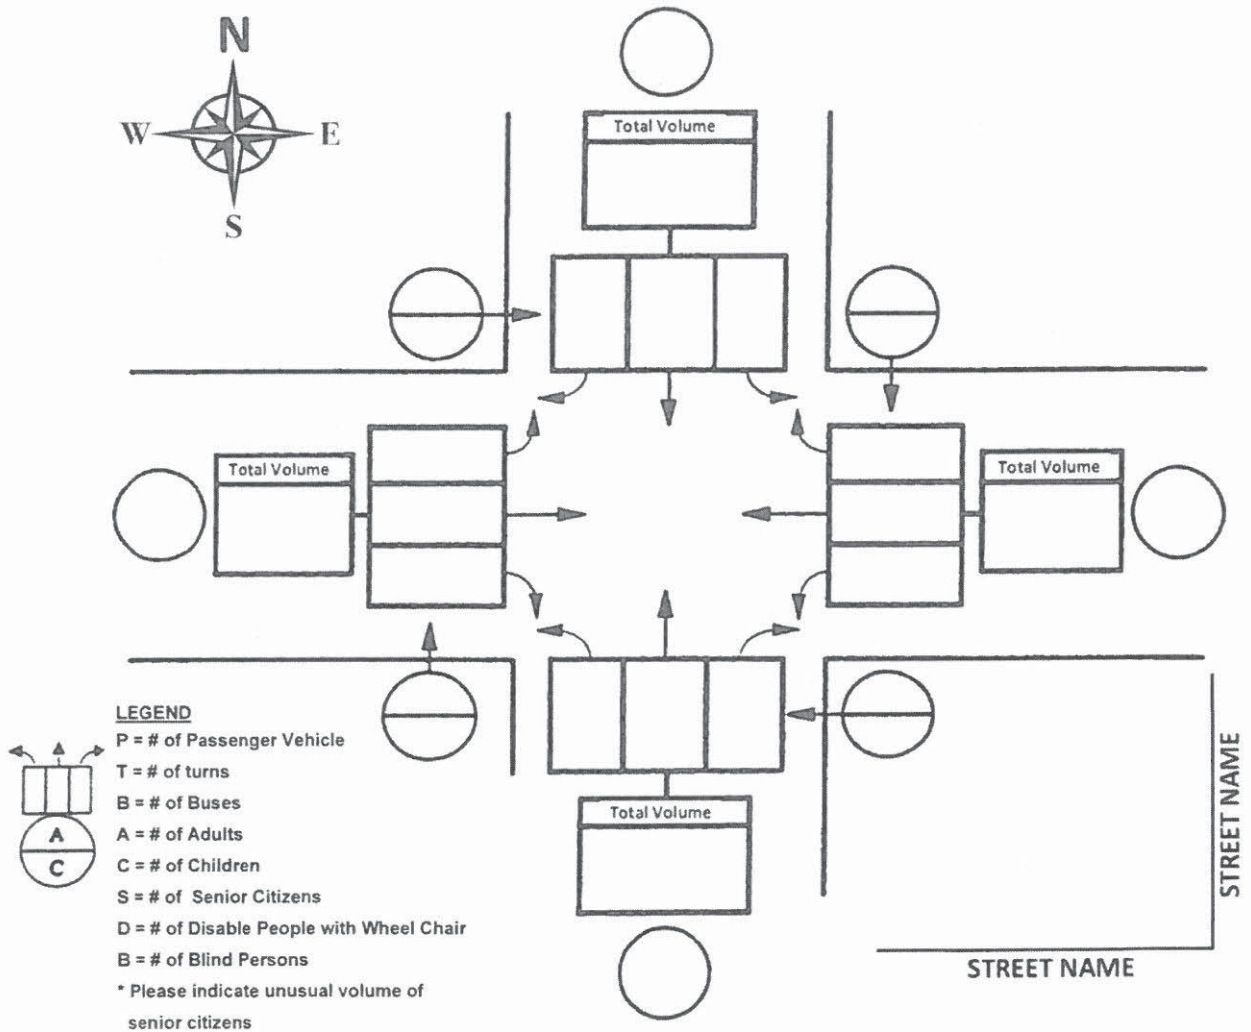 N
W E
S
Total Volume
Total Volume
Total Volume
Total Volume
LEGEND
P = # of Passenger Vehicle
T = # of turns
B = # of Buses
A = # of Adults
C = # of Children
S = # of Senior Citizens
D = # of Disable People with Wheel Chair
B = # of Blind Persons
* Please indicate unusual volume of
senior citizens
A
C
STREET NAME
STREET NAME